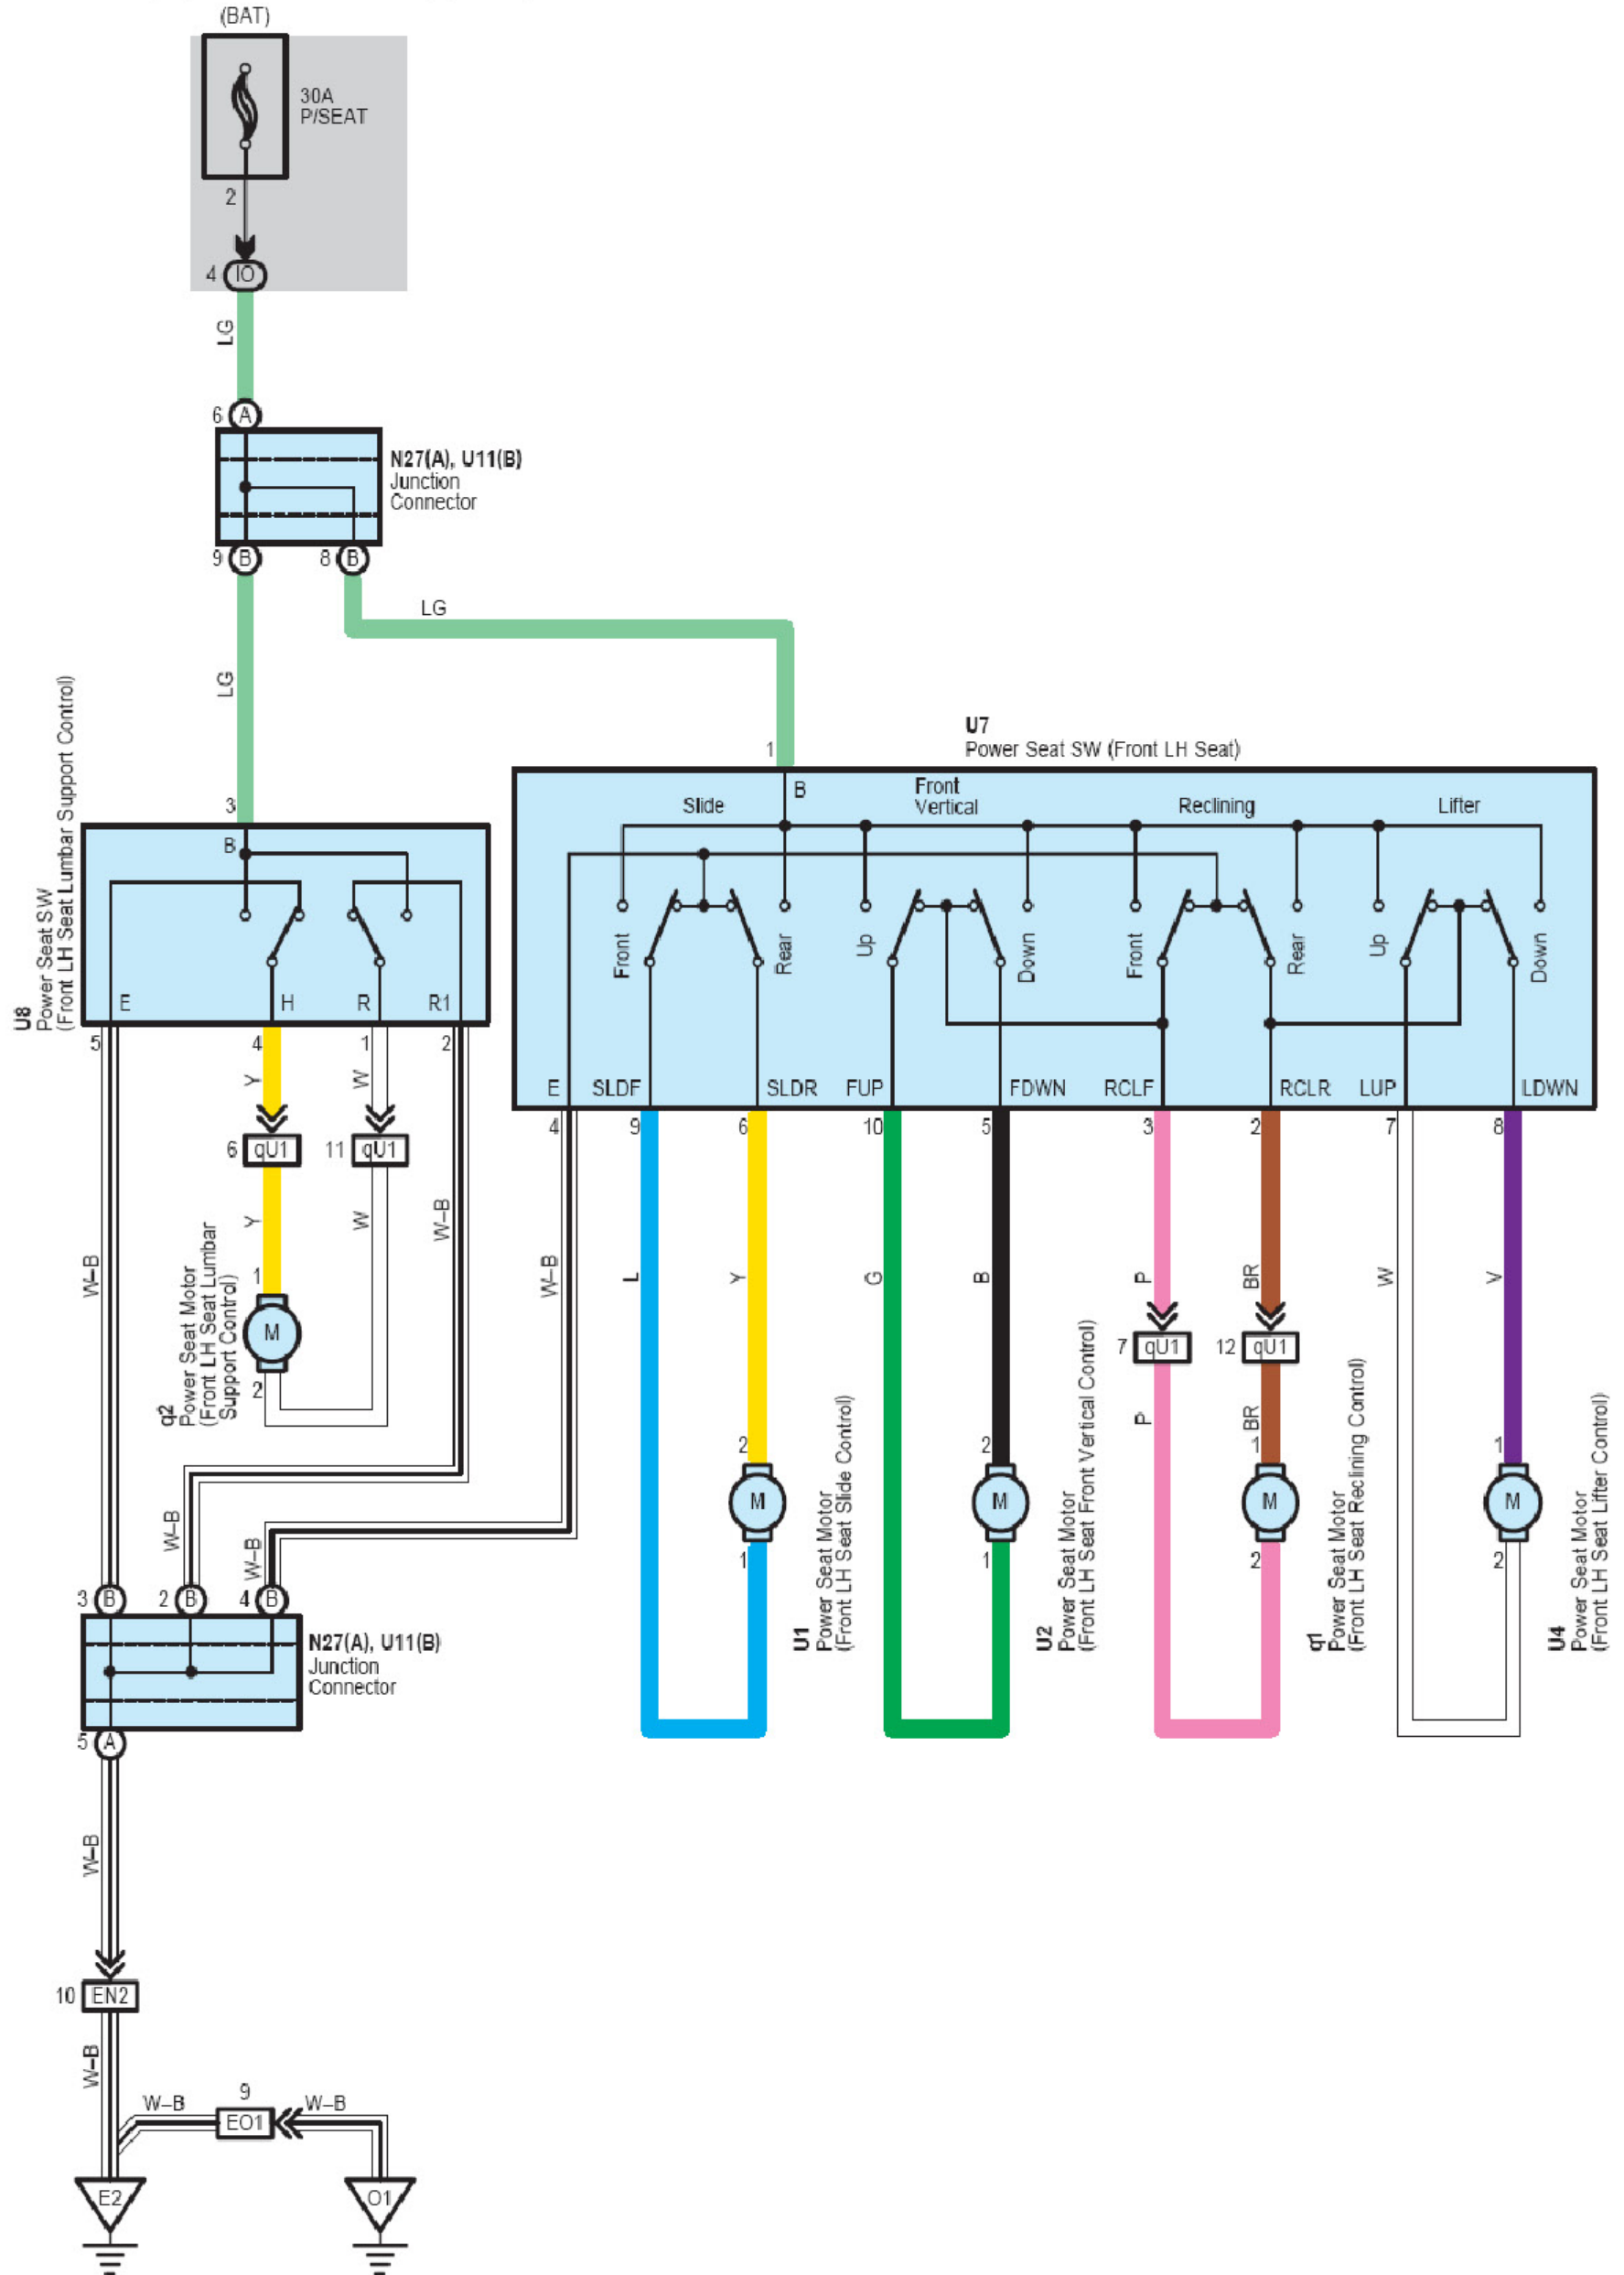 (BAT)
30A
P/SEAT
2
4 IO
LG
6 A
N27(A), U11(B)
Junction
Connector
9 B
8 B
LG
LG
U7
Power Seat SW (Front LH Seat)
1
B
Slide
Front
Vertical
Reclining
Lifter
Front
Rear
Up
Down
Front
Rear
Up
Down
E
SLDF
SLDR
FUP
FDWN
RCLF
RCLR
LUP
LDWN
4
9
6
10
5
3
2
7
8
U8
Power Seat SW
(Front LH Seat Lumbar Support Control)
3
B
E
H
R
R1
5
4
1
2
Y
W
6 qU1
11 qU1
Y
W
W–B
W–B
W–B
L
Y
G
B
P
BR
W
V
7 qU1
12 qU1
P
BR
q2
Power Seat Motor
(Front LH Seat Lumbar
Support Control)
1
M
2
2
M
1
U1
Power Seat Motor
(Front LH Seat Slide Control)
2
M
1
U2
Power Seat Motor
(Front LH Seat Front Vertical Control)
1
M
2
q1
Power Seat Motor
(Front LH Seat Reclining Control)
1
M
2
U4
Power Seat Motor
(Front LH Seat Lifter Control)
W–B
W–B
3 B
2 B
4 B
N27(A), U11(B)
Junction
Connector
5 A
W–B
10 EN2
W–B
W–B
9
EO1
W–B
E2
O1